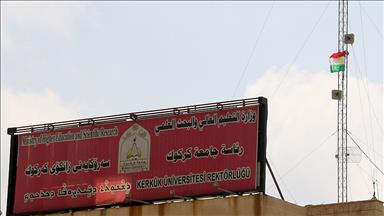 وزارة التعليم العالي والبحث العلمي
Ministry of Higher Education and Scientific Research
رئاسة جامعة كركوك
سەرۆکایەتی زانکۆی کەرکوک
KERKÜK ÜNİVERSİTESİ REKTÖRLÜĞÜ